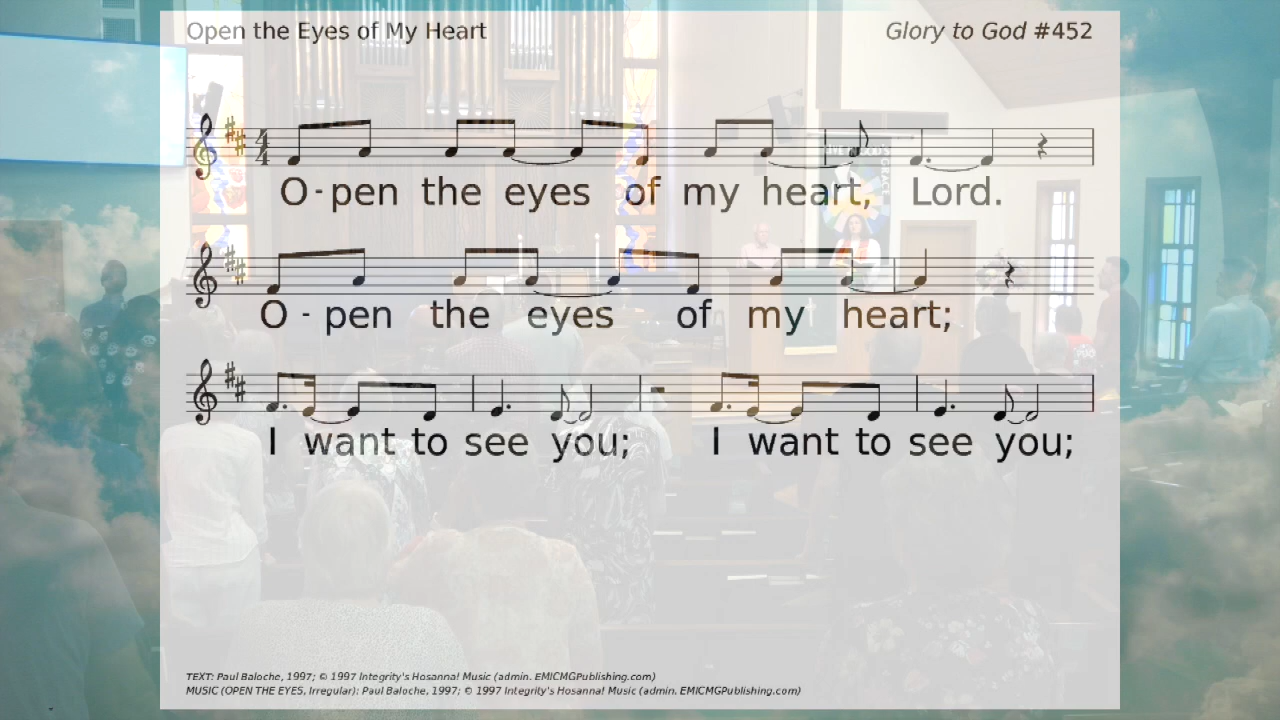 Open the Eyes of My Heart
Glory to God #452
4
4
O - pen the eyes of my heart, Lord.
O - pen the eyes of my heart;
I want to see you; I want to see you;
TEXT: Paul Baloche, 1997; © 1997 Integrity's Hosanna! Music (admin. EMICMGPublishing.com)
MUSIC (OPEN THE EYES, Irregular): Paul Baloche, 1997; © 1997 Integrity's Hosanna! Music (admin. EMICMGPublishing.com)